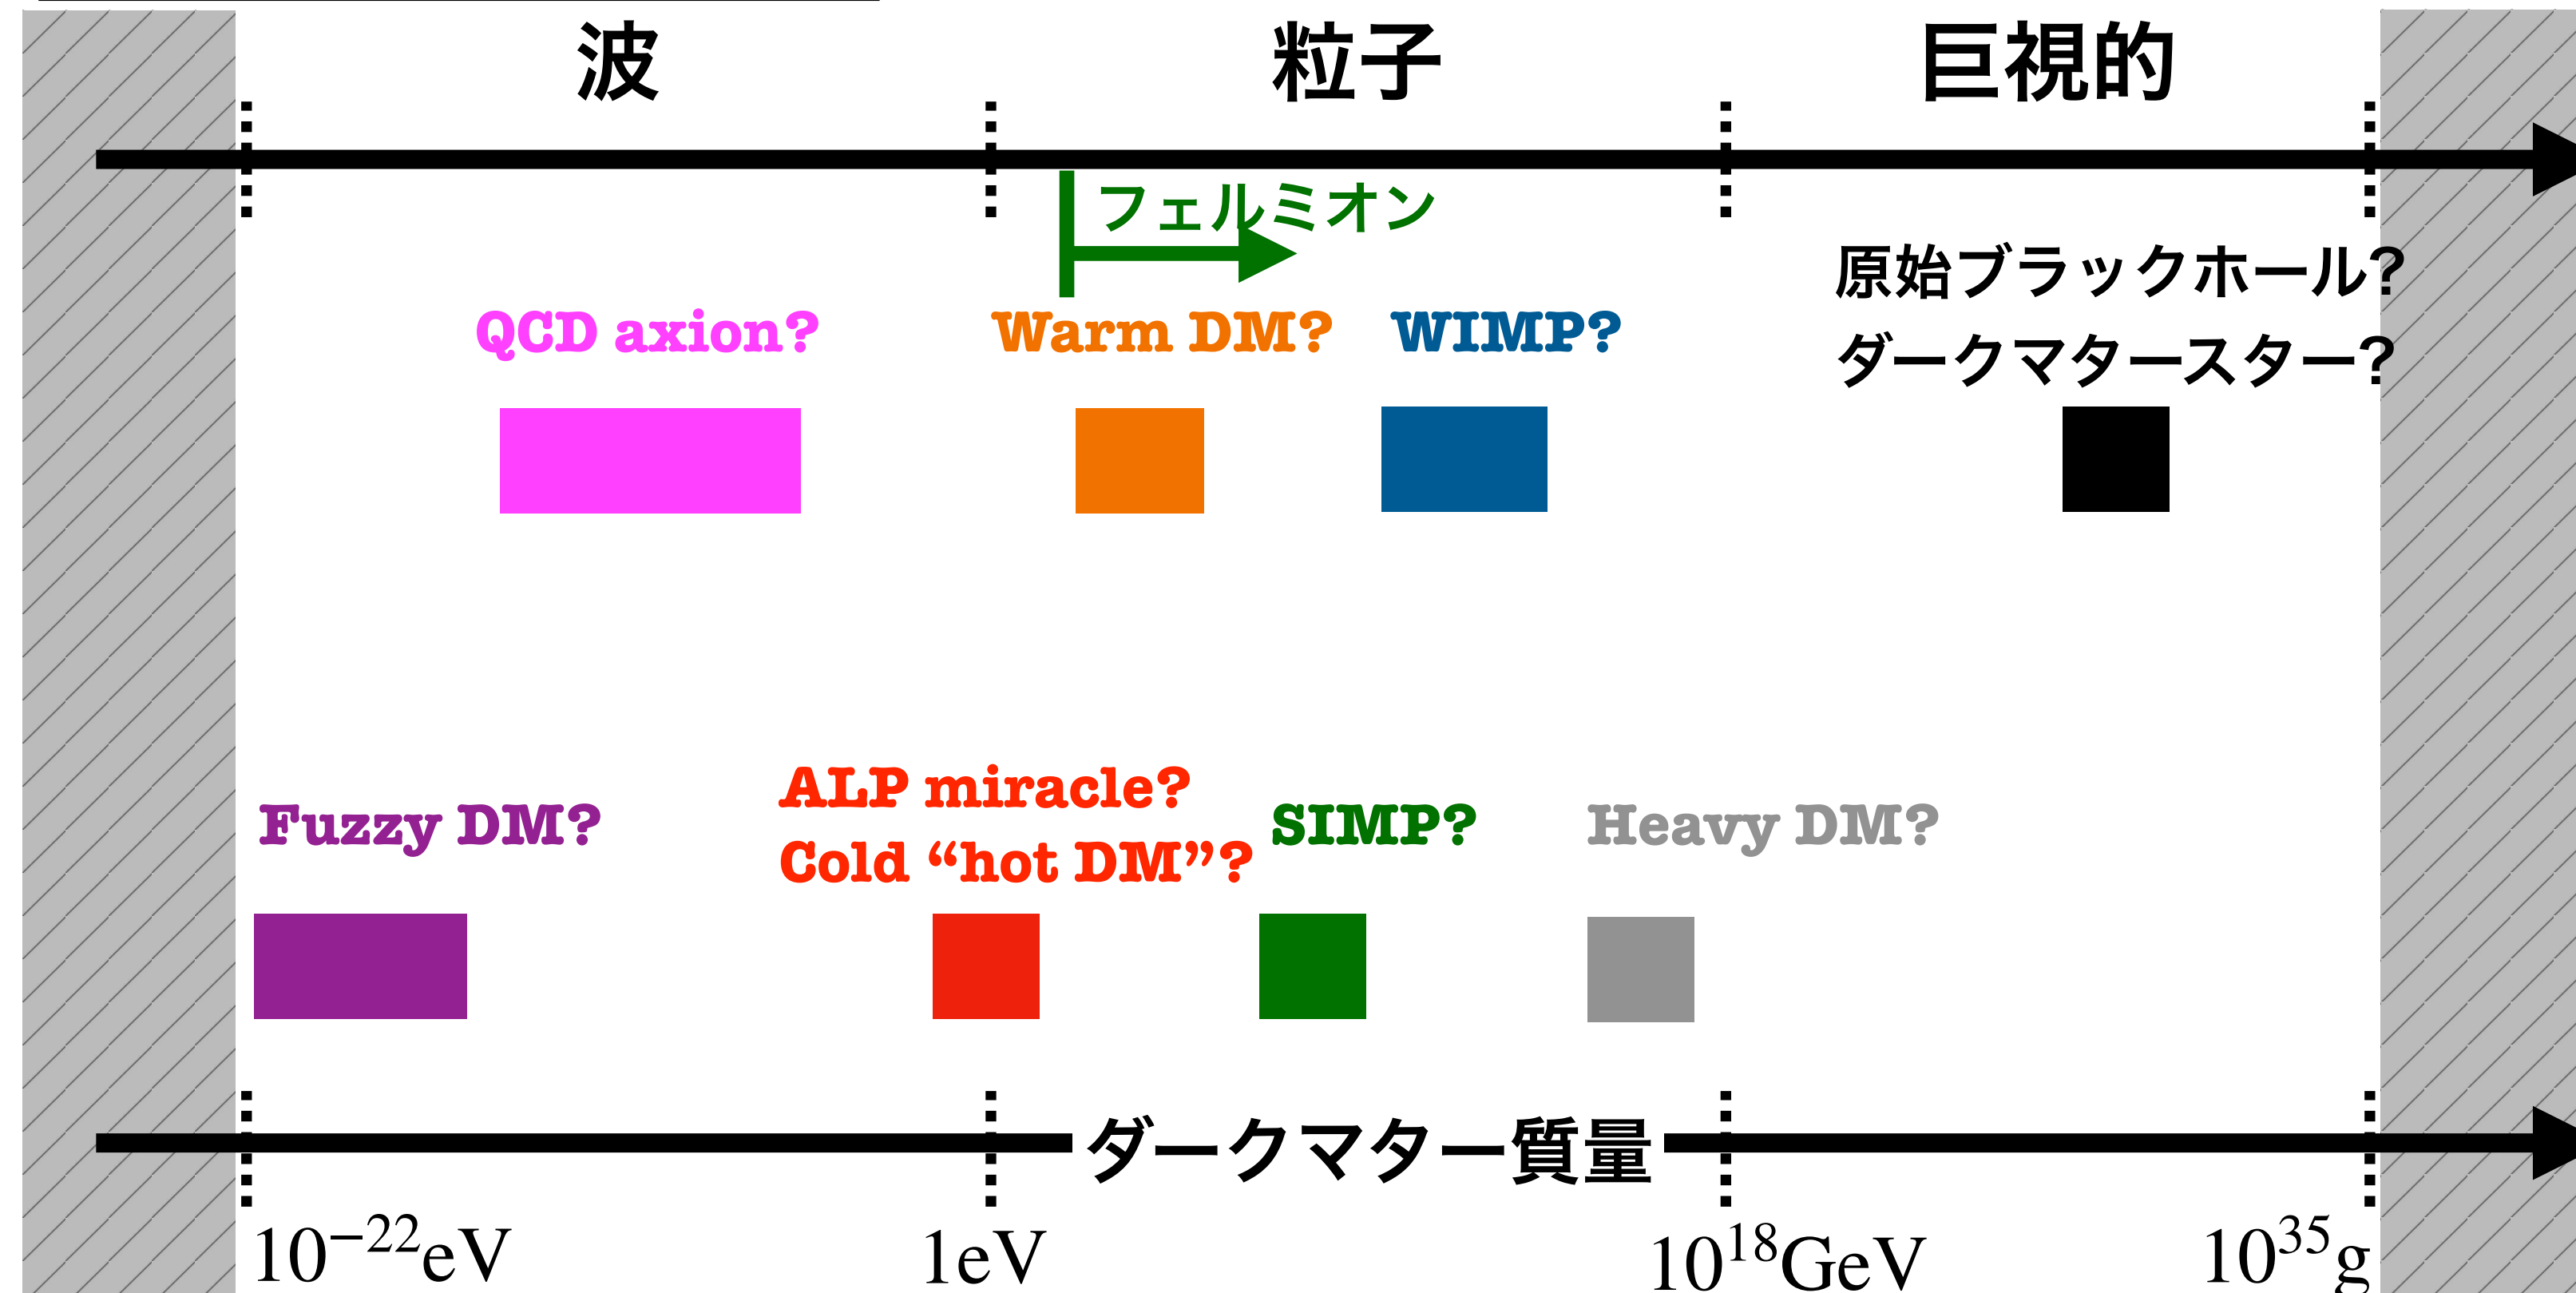 波 粒子 巨視的
フェルミオン
原始ブラックホール?
QCD axion? Warm DM? WIMP?
ダークマタースター?
ALP miracle?
Fuzzy DM? SIMP? Heavy DM?
Cold “hot DM”?
ダークマター質量
10⁻²²eV 1eV 10¹⁸GeV 10³⁵g